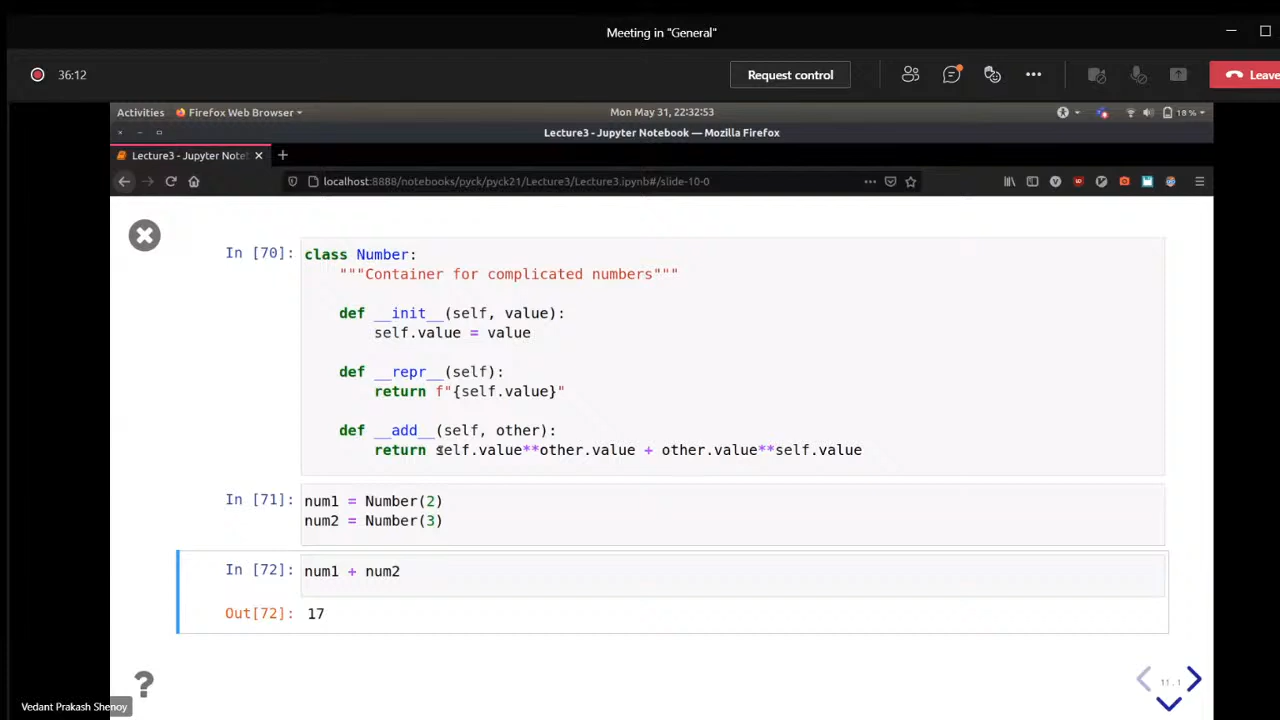 Meeting in "General"
36:12
Request control
Leave
Activities Firefox Web Browser Mon May 31, 22:32:53 18 %
Lecture3 - Jupyter Notebook — Mozilla Firefox
Lecture3 - Jupyter Note
localhost:8888/notebooks/pyck/pyck21/Lecture3/Lecture3.ipynb#/slide-10-0
In [70]: class Number:
"""Container for complicated numbers"""
def __init__(self, value):
self.value = value
def __repr__(self):
return f"{self.value}"
def __add__(self, other):
return self.value**other.value + other.value**self.value
In [71]: num1 = Number(2)
num2 = Number(3)
In [72]: num1 + num2
Out[72]: 17
?
11.1
Vedant Prakash Shenoy